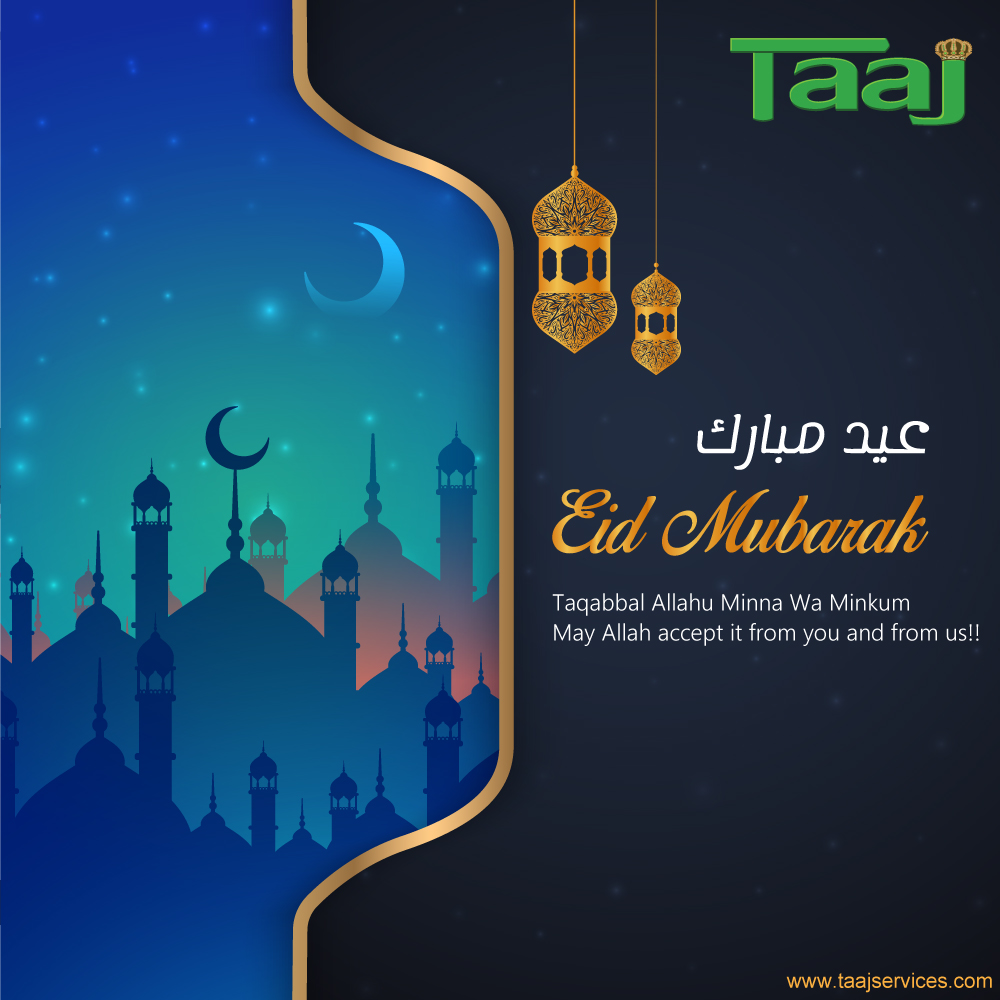 Taaj
عيد مبارك
Eid Mubarak
Taqabbal Allahu Minna Wa Minkum
May Allah accept it from you and from us!!
www.taajservices.com